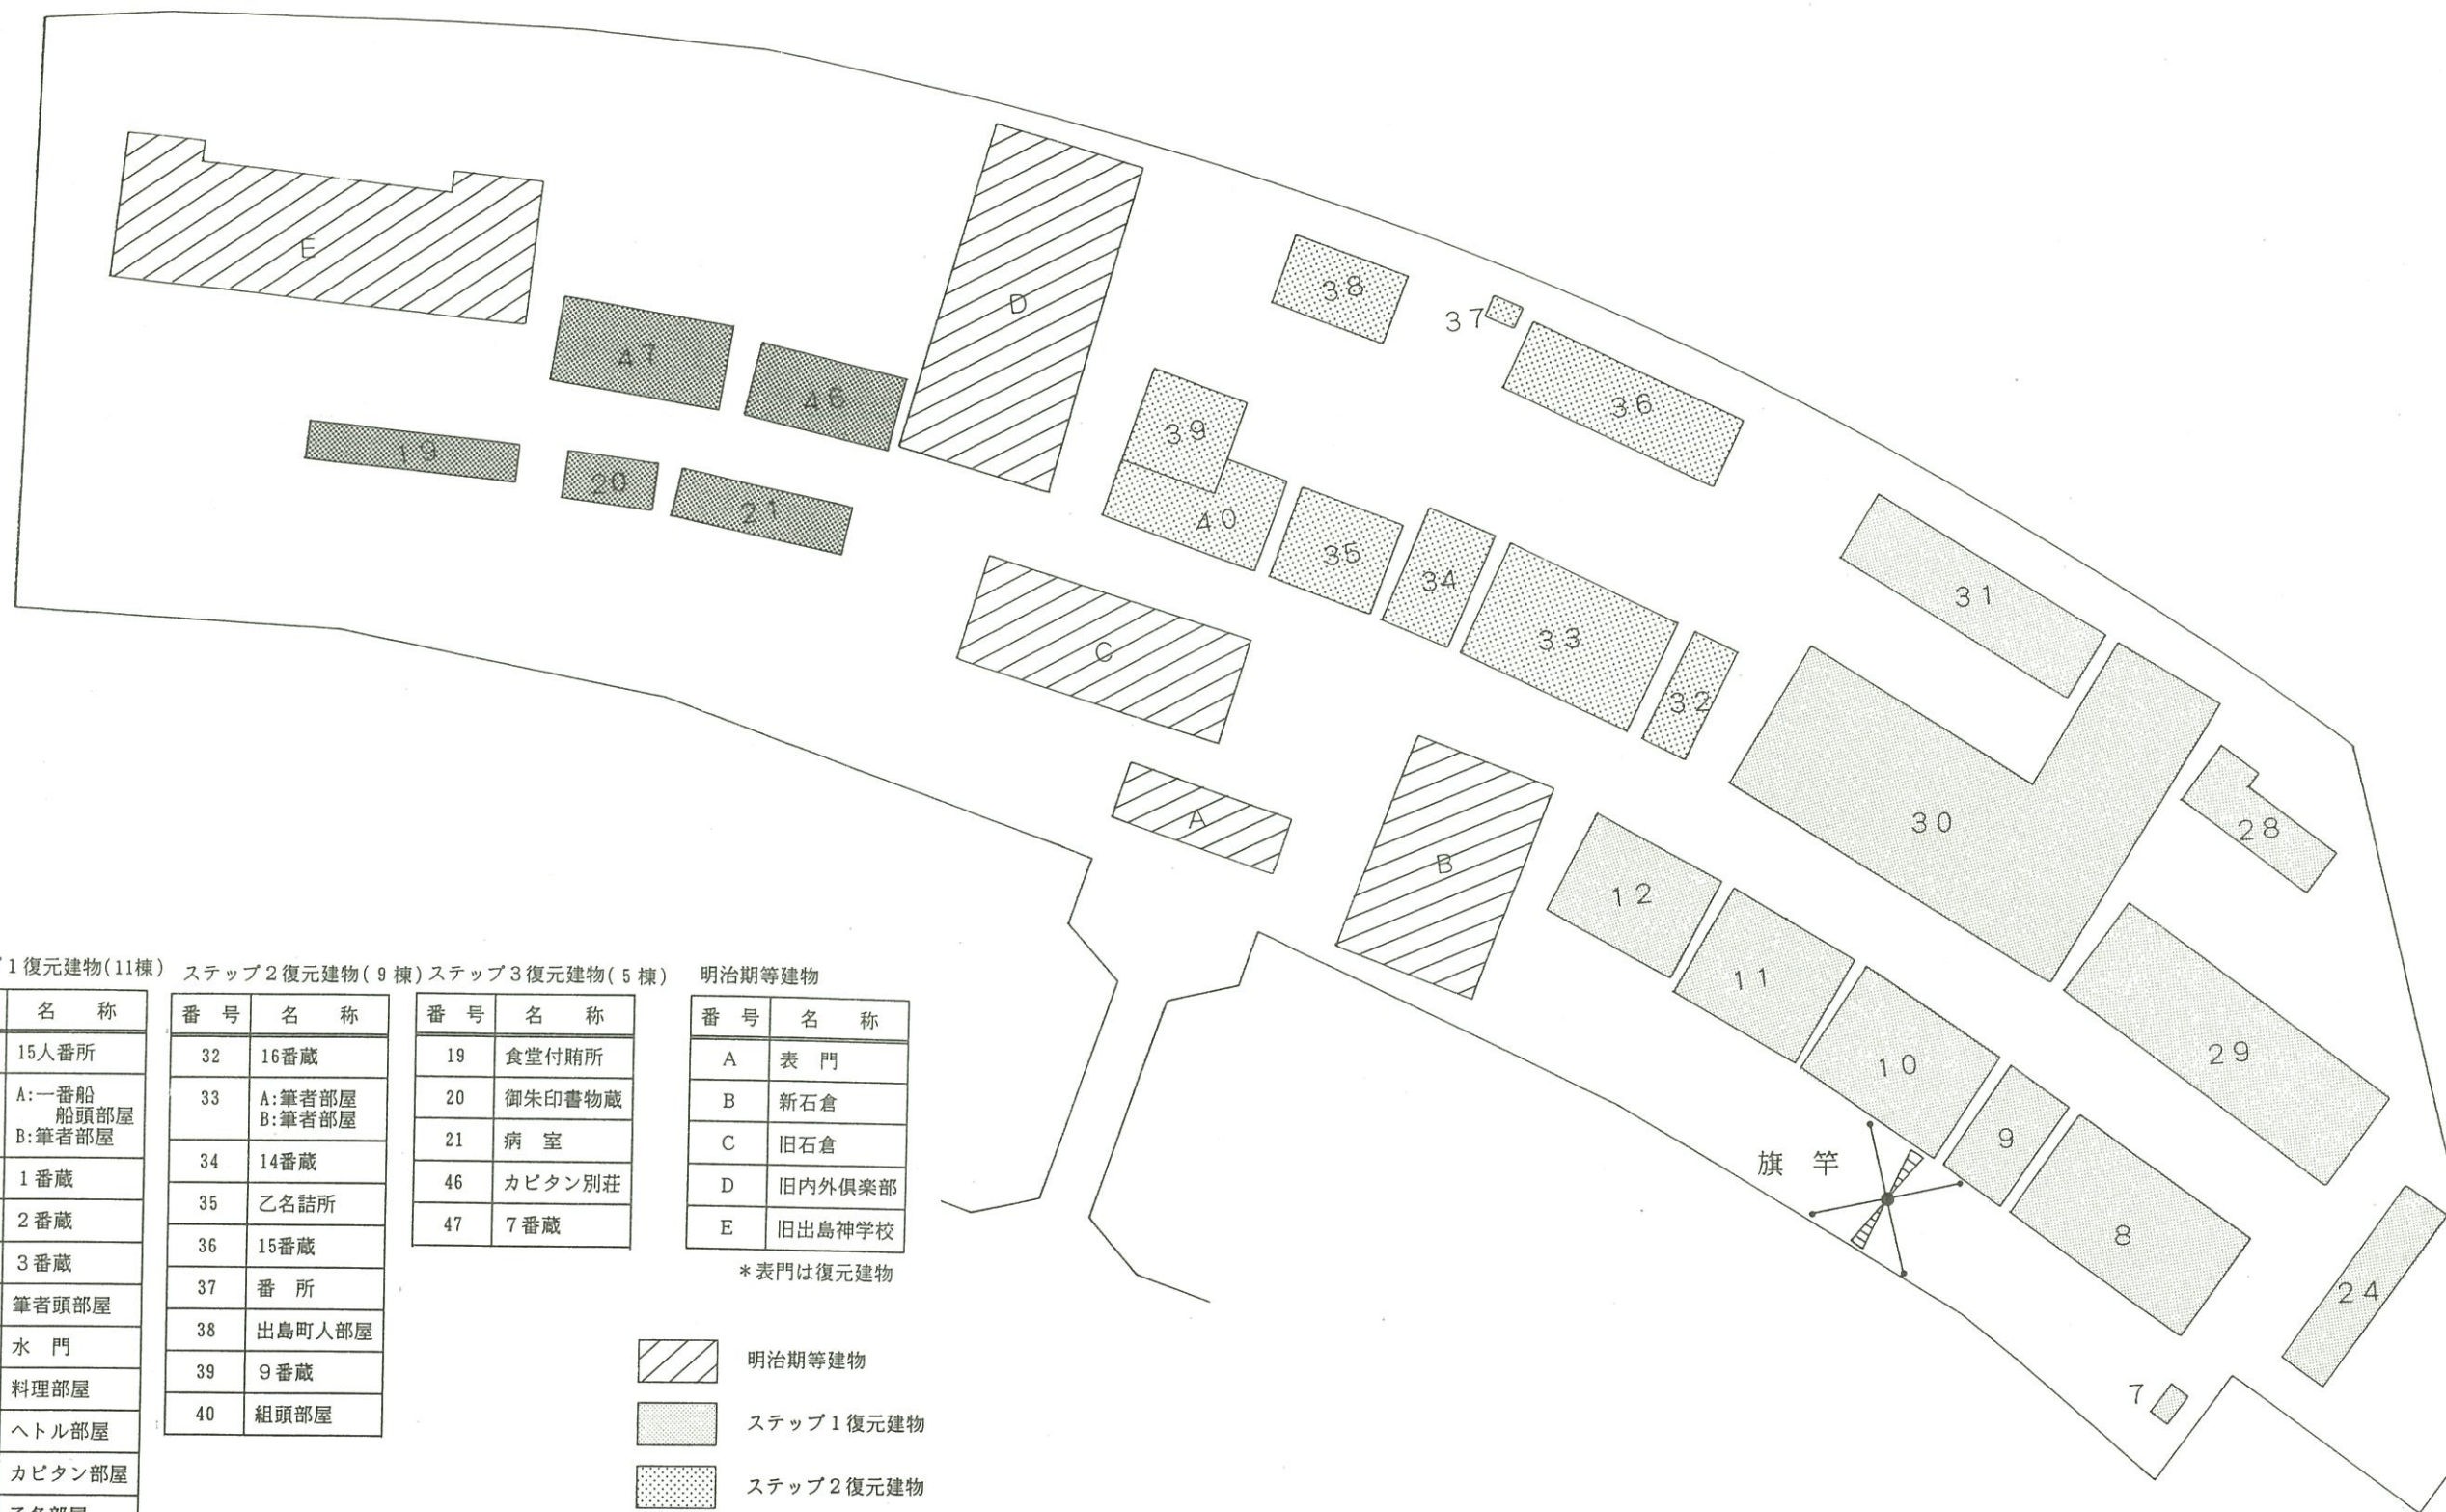 E
D
38
37
47
46
36
39
19
20
21
40
35
34
31
33
C
32
A
30
28
B
12
11
10
29
9
旗 竿
8
24
7
1復元建物(11棟)
名 称
15人番所
A:一番船
船頭部屋
B:筆者部屋
1番蔵
2番蔵
3番蔵
筆者頭部屋
水 門
料理部屋
ヘトル部屋
カピタン部屋
ステップ2復元建物(9棟)
番 号 名 称
32 16番蔵
33 A:筆者部屋
B:筆者部屋
34 14番蔵
35 乙名詰所
36 15番蔵
37 番 所
38 出島町人部屋
39 9番蔵
40 組頭部屋
ステップ3復元建物(5棟)
番 号 名 称
19 食堂付賄所
20 御朱印書物蔵
21 病 室
46 カピタン別荘
47 7番蔵
明治期等建物
番 号 名 称
A 表 門
B 新石倉
C 旧石倉
D 旧内外倶楽部
E 旧出島神学校
*表門は復元建物
明治期等建物
ステップ1復元建物
ステップ2復元建物